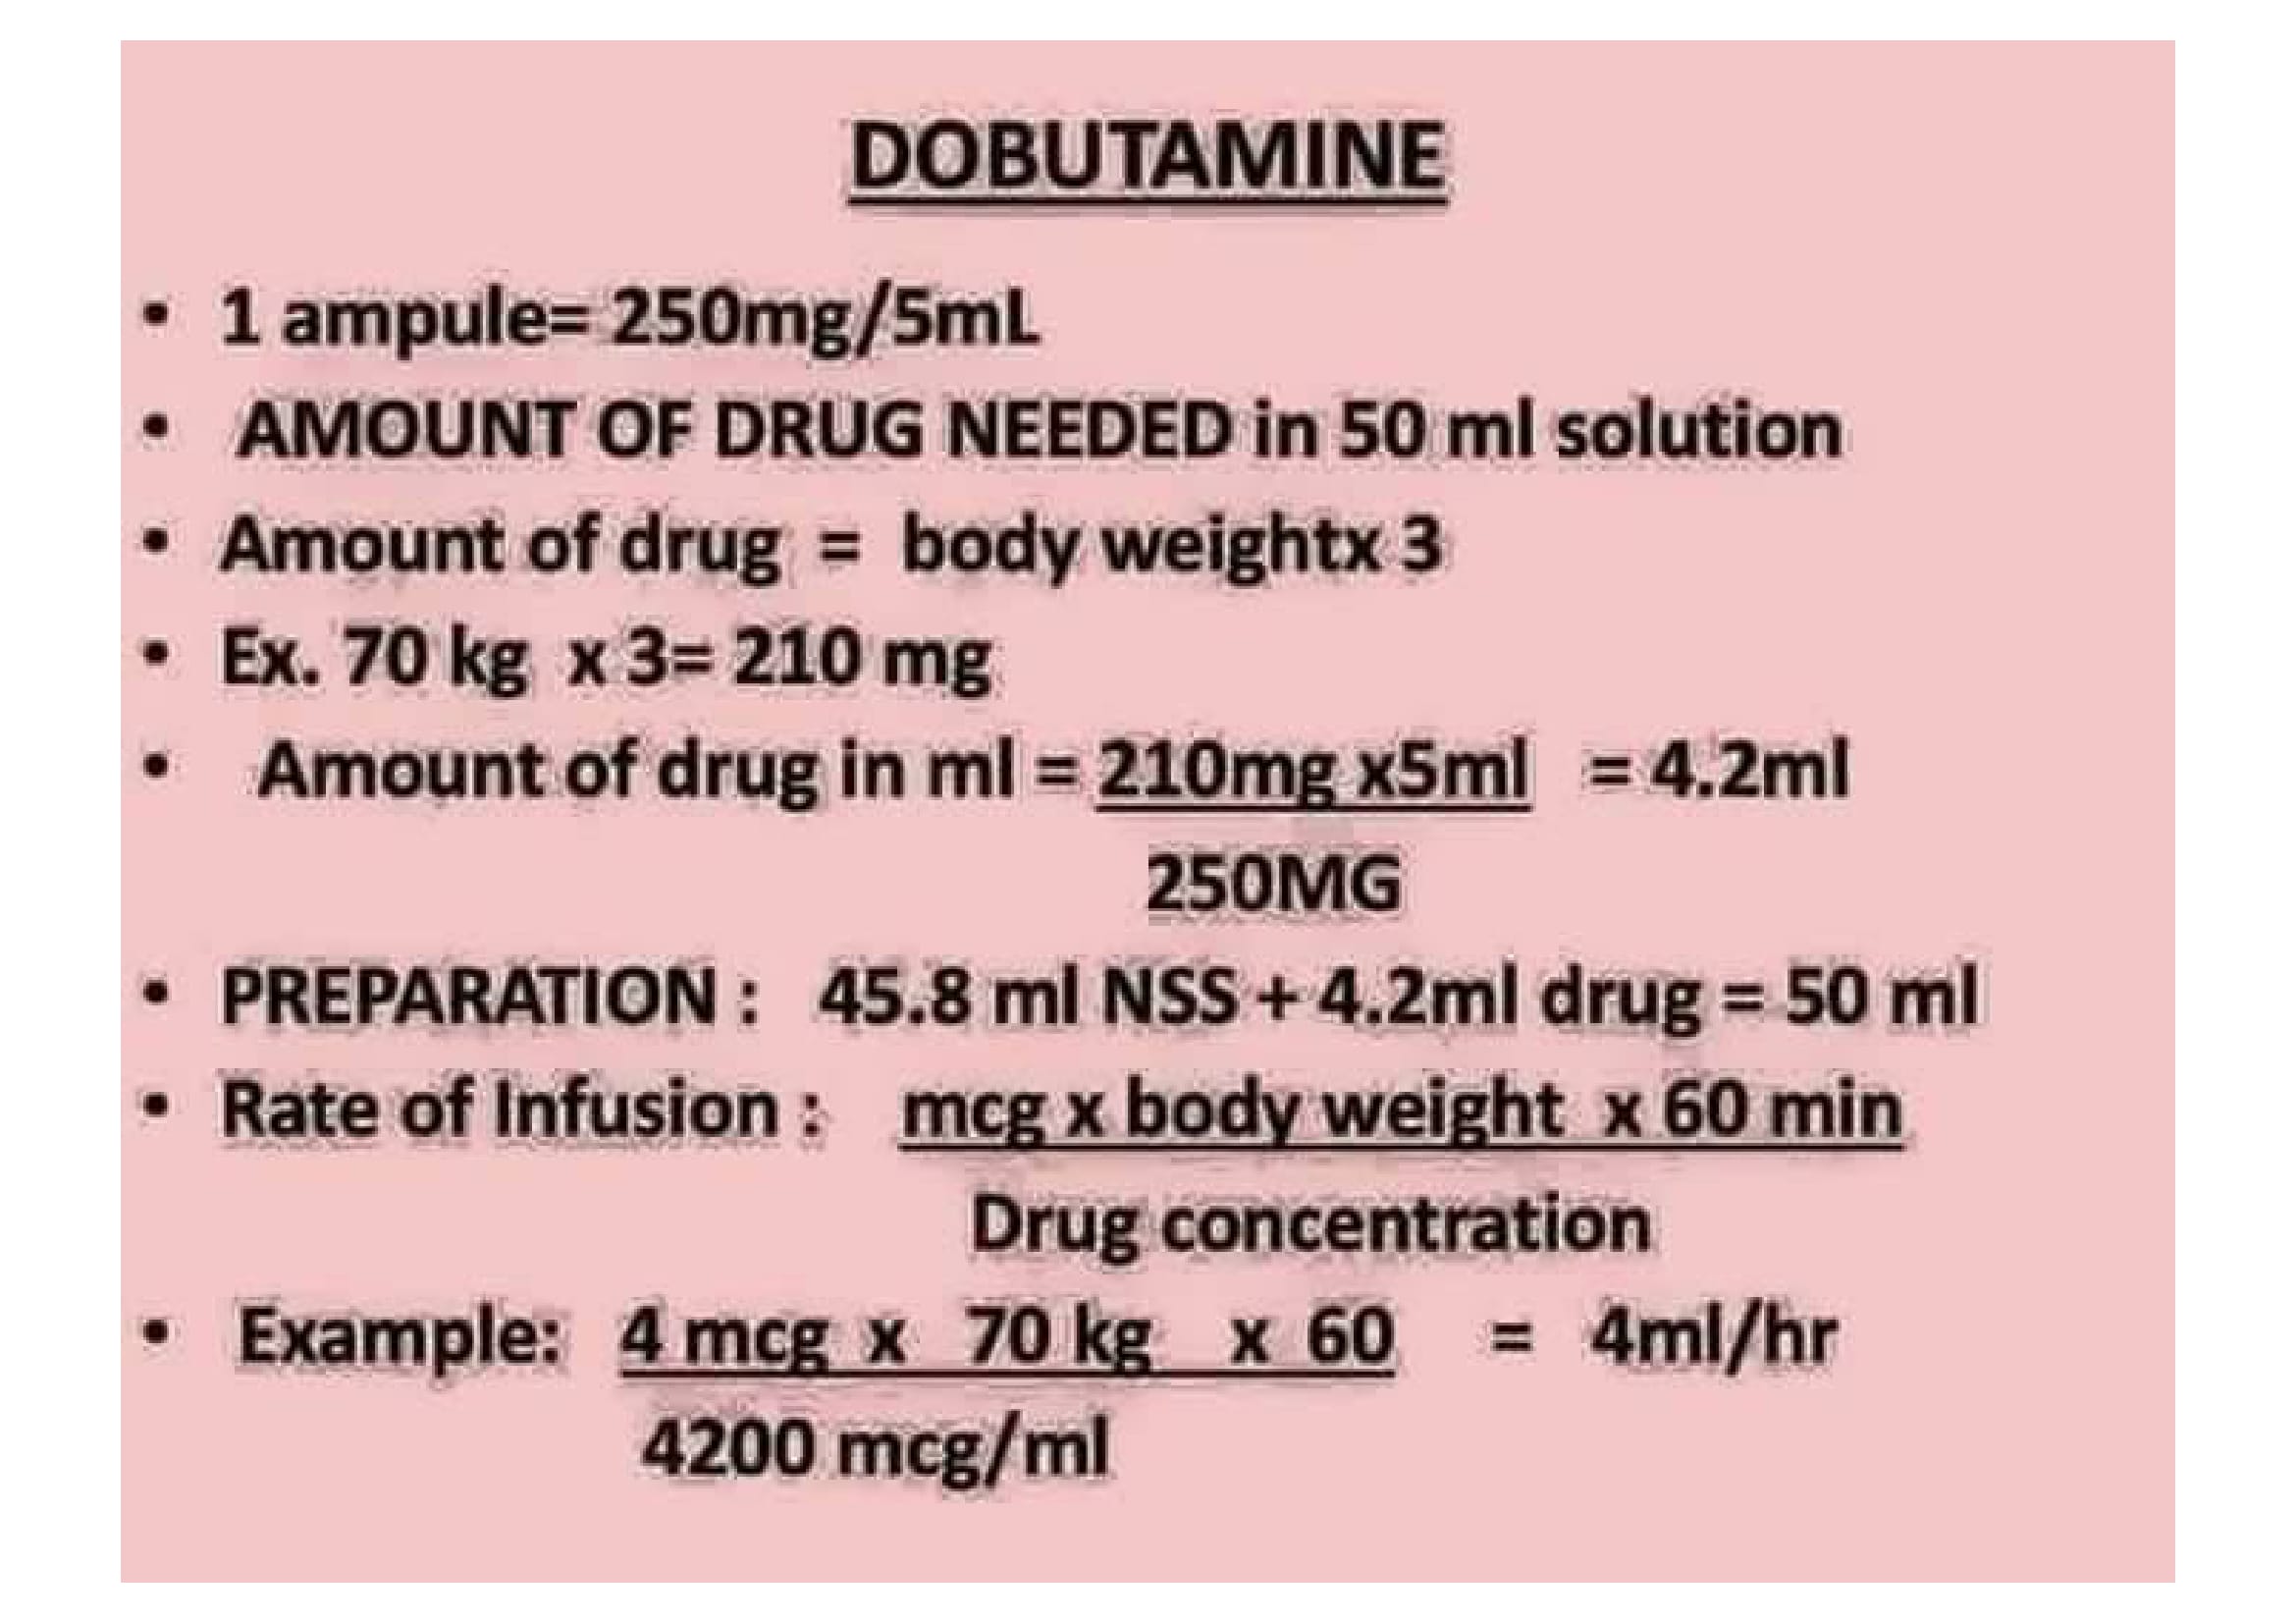 DOBUTAMINE
• 1 ampule= 250mg/5mL
• AMOUNT OF DRUG NEEDED in 50 ml solution
• Amount of drug = body weightx 3
• Ex. 70 kg x 3= 210 mg
• Amount of drug in ml = 210mg x5ml = 4.2ml
250MG
• PREPARATION : 45.8 ml NSS + 4.2ml drug = 50 ml
• Rate of Infusion : mcg x body weight x 60 min
Drug concentration
• Example: 4 mcg x 70 kg x 60 = 4ml/hr
4200 mcg/ml